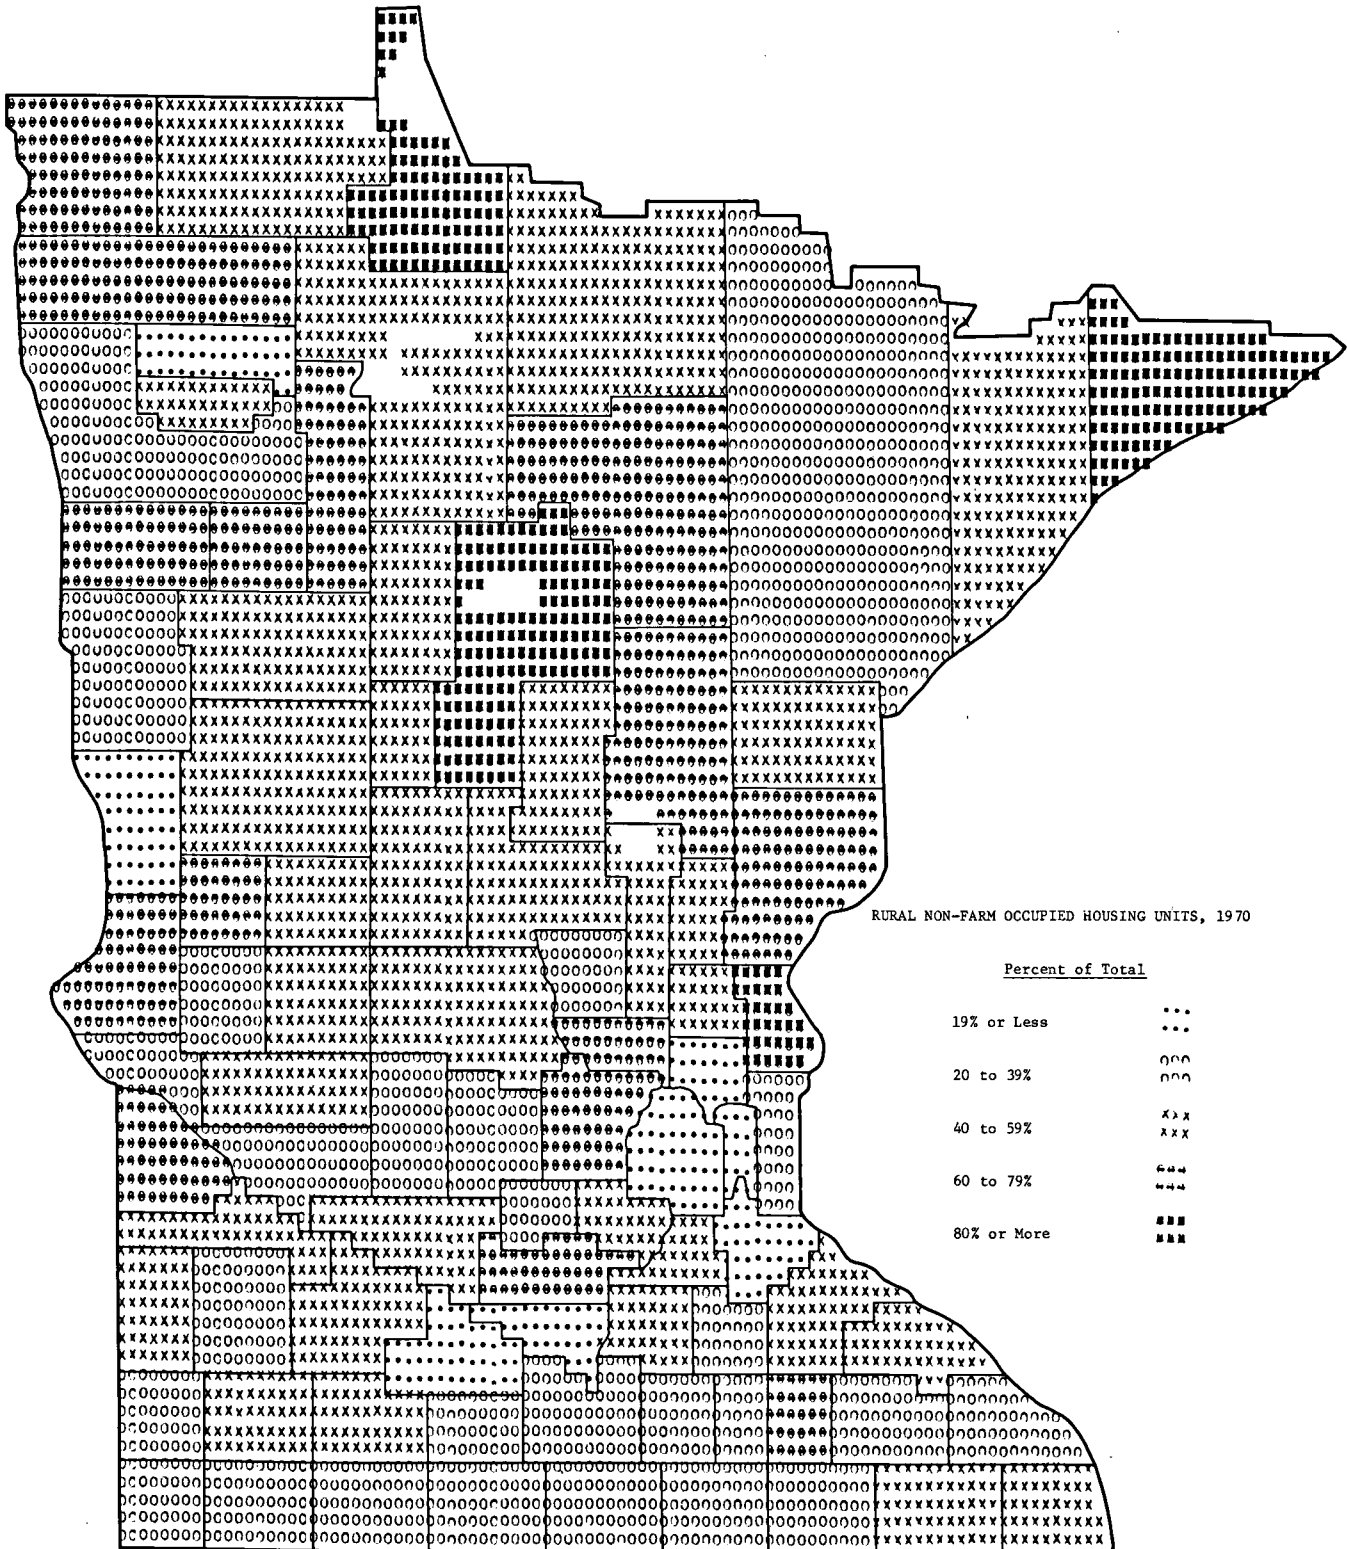 RURAL NON-FARM OCCUPIED HOUSING UNITS, 1970
Percent of Total
19% or Less
20 to 39%
40 to 59%
60 to 79%
80% or More